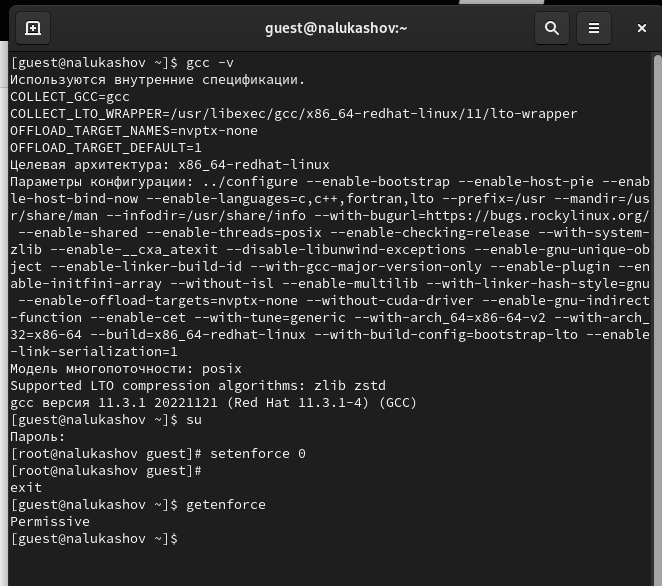 guest@nalukashov:~
[guest@nalukashov ~]$ gcc -v
Используются внутренние спецификации.
COLLECT_GCC=gcc
COLLECT_LTO_WRAPPER=/usr/libexec/gcc/x86_64-redhat-linux/11/lto-wrapper
OFFLOAD_TARGET_NAMES=nvptx-none
OFFLOAD_TARGET_DEFAULT=1
Целевая архитектура: x86_64-redhat-linux
Параметры конфигурации: ../configure --enable-bootstrap --enable-host-pie --enab
le-host-bind-now --enable-languages=c,c++,fortran,lto --prefix=/usr --mandir=/us
r/share/man --infodir=/usr/share/info --with-bugurl=https://bugs.rockylinux.org/
 --enable-shared --enable-threads=posix --enable-checking=release --with-system-
zlib --enable-__cxa_atexit --disable-libunwind-exceptions --enable-gnu-unique-ob
ject --enable-linker-build-id --with-gcc-major-version-only --enable-plugin --en
able-initfini-array --without-isl --enable-multilib --with-linker-hash-style=gnu
 --enable-offload-targets=nvptx-none --without-cuda-driver --enable-gnu-indirect
-function --enable-cet --with-tune=generic --with-arch_64=x86-64-v2 --with-arch_
32=x86-64 --build=x86_64-redhat-linux --with-build-config=bootstrap-lto --enable
-link-serialization=1
Модель многопоточности: posix
Supported LTO compression algorithms: zlib zstd
gcc версия 11.3.1 20221121 (Red Hat 11.3.1-4) (GCC)
[guest@nalukashov ~]$ su
Пароль:
[root@nalukashov guest]# setenforce 0
[root@nalukashov guest]#
exit
[guest@nalukashov ~]$ getenforce
Permissive
[guest@nalukashov ~]$